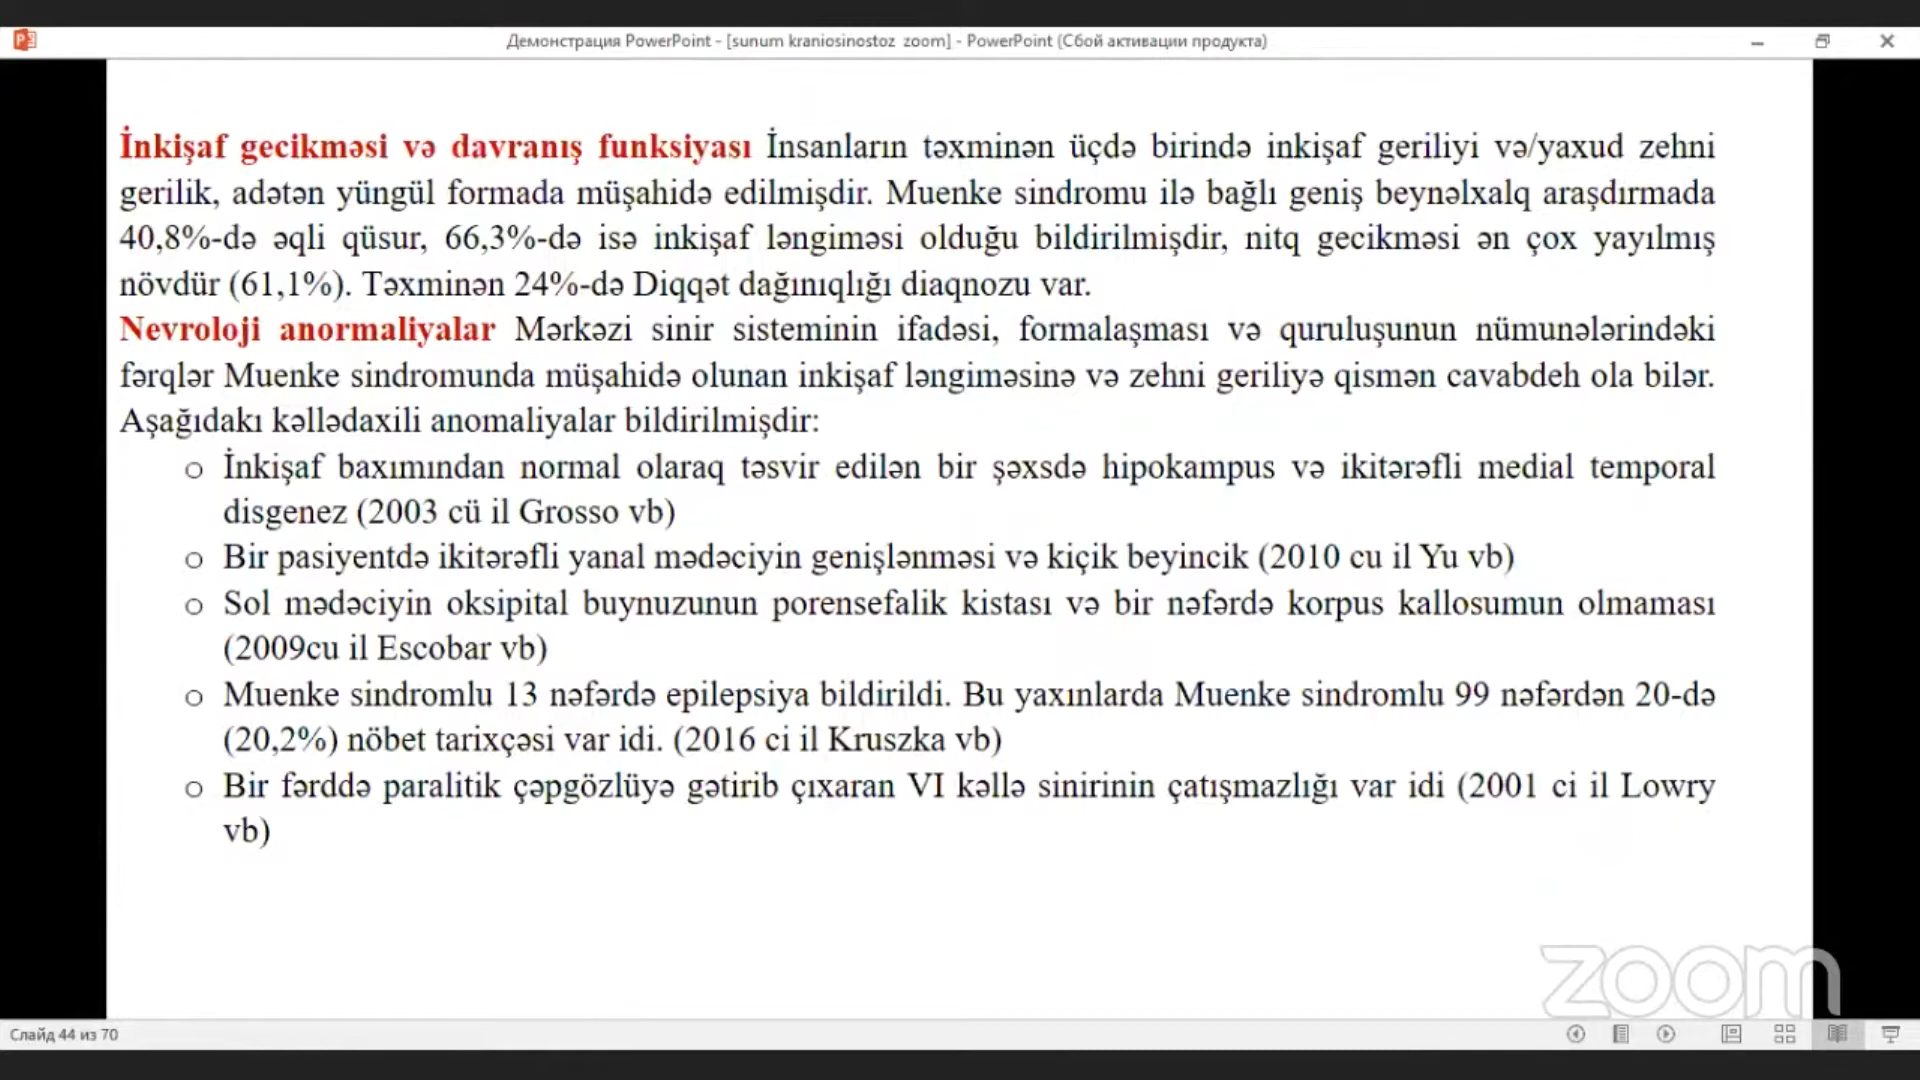 Демонстрация PowerPoint - [sunum kraniosinostoz zoom] - PowerPoint (Сбой активации продукта)
İnkişaf gecikməsi və davranış funksiyası İnsanların təxminən üçdə birində inkişaf geriliyi və/yaxud zehni
gerilik, adətən yüngül formada müşahidə edilmişdir. Muenke sindromu ilə bağlı geniş beynəlxalq araşdırmada
40,8%-də əqli qüsur, 66,3%-də isə inkişaf ləngiməsi olduğu bildirilmişdir, nitq gecikməsi ən çox yayılmış
növdür (61,1%). Təxminən 24%-də Diqqət dağınıqlığı diaqnozu var.
Nevroloji anormaliyalar Mərkəzi sinir sisteminin ifadəsi, formalaşması və quruluşunun nümunələrindəki
fərqlər Muenke sindromunda müşahidə olunan inkişaf ləngiməsinə və zehni geriliyə qismən cavabdeh ola bilər.
Aşağıdakı kəllədaxili anomaliyalar bildirilmişdir:
o İnkişaf baxımından normal olaraq təsvir edilən bir şəxsdə hipokampus və ikitərəfli medial temporal
disgenez (2003 cü il Grosso vb)
o Bir pasiyentdə ikitərəfli yanal mədəciyin genişlənməsi və kiçik beyincik (2010 cu il Yu vb)
o Sol mədəciyin oksipital buynuzunun porensefalik kistası və bir nəfərdə korpus kallosumun olmaması
(2009cu il Escobar vb)
o Muenke sindromlu 13 nəfərdə epilepsiya bildirildi. Bu yaxınlarda Muenke sindromlu 99 nəfərdən 20-də
(20,2%) nöbet tarixçəsi var idi. (2016 ci il Kruszka vb)
o Bir fərddə paralitik çəpgözlüyə gətirib çıxaran VI kəllə sinirinin çatışmazlığı var idi (2001 ci il Lowry
vb)
zoom
Слайд 44 из 70